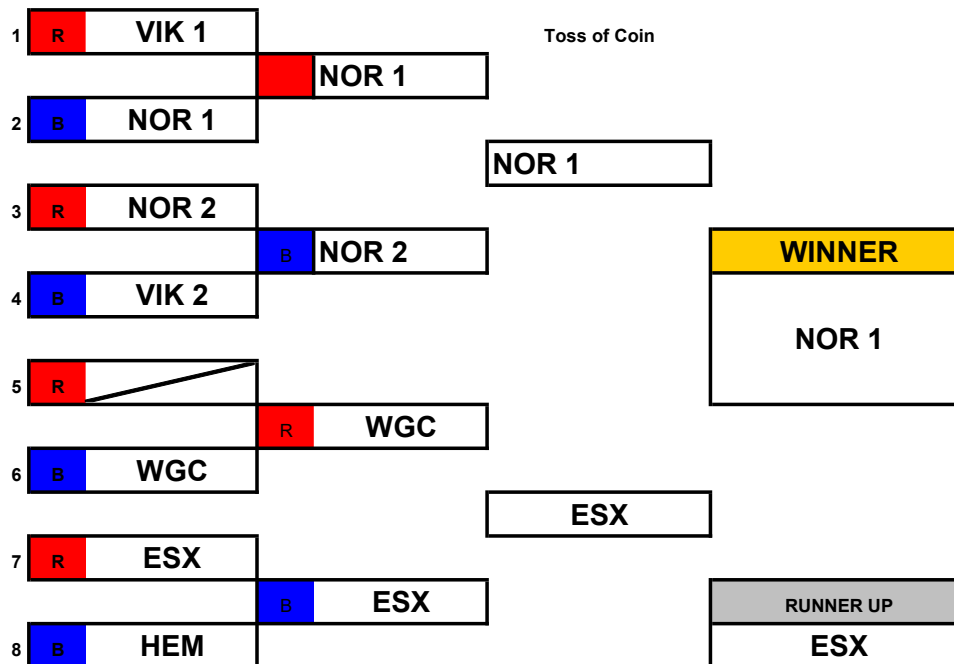 1 R VIK 1 Toss of Coin
NOR 1
2 B NOR 1
NOR 1
3 R NOR 2
B NOR 2 WINNER
4 B VIK 2
NOR 1
5 R
R WGC
6 B WGC
ESX
7 R ESX
B ESX RUNNER UP
8 B HEM ESX